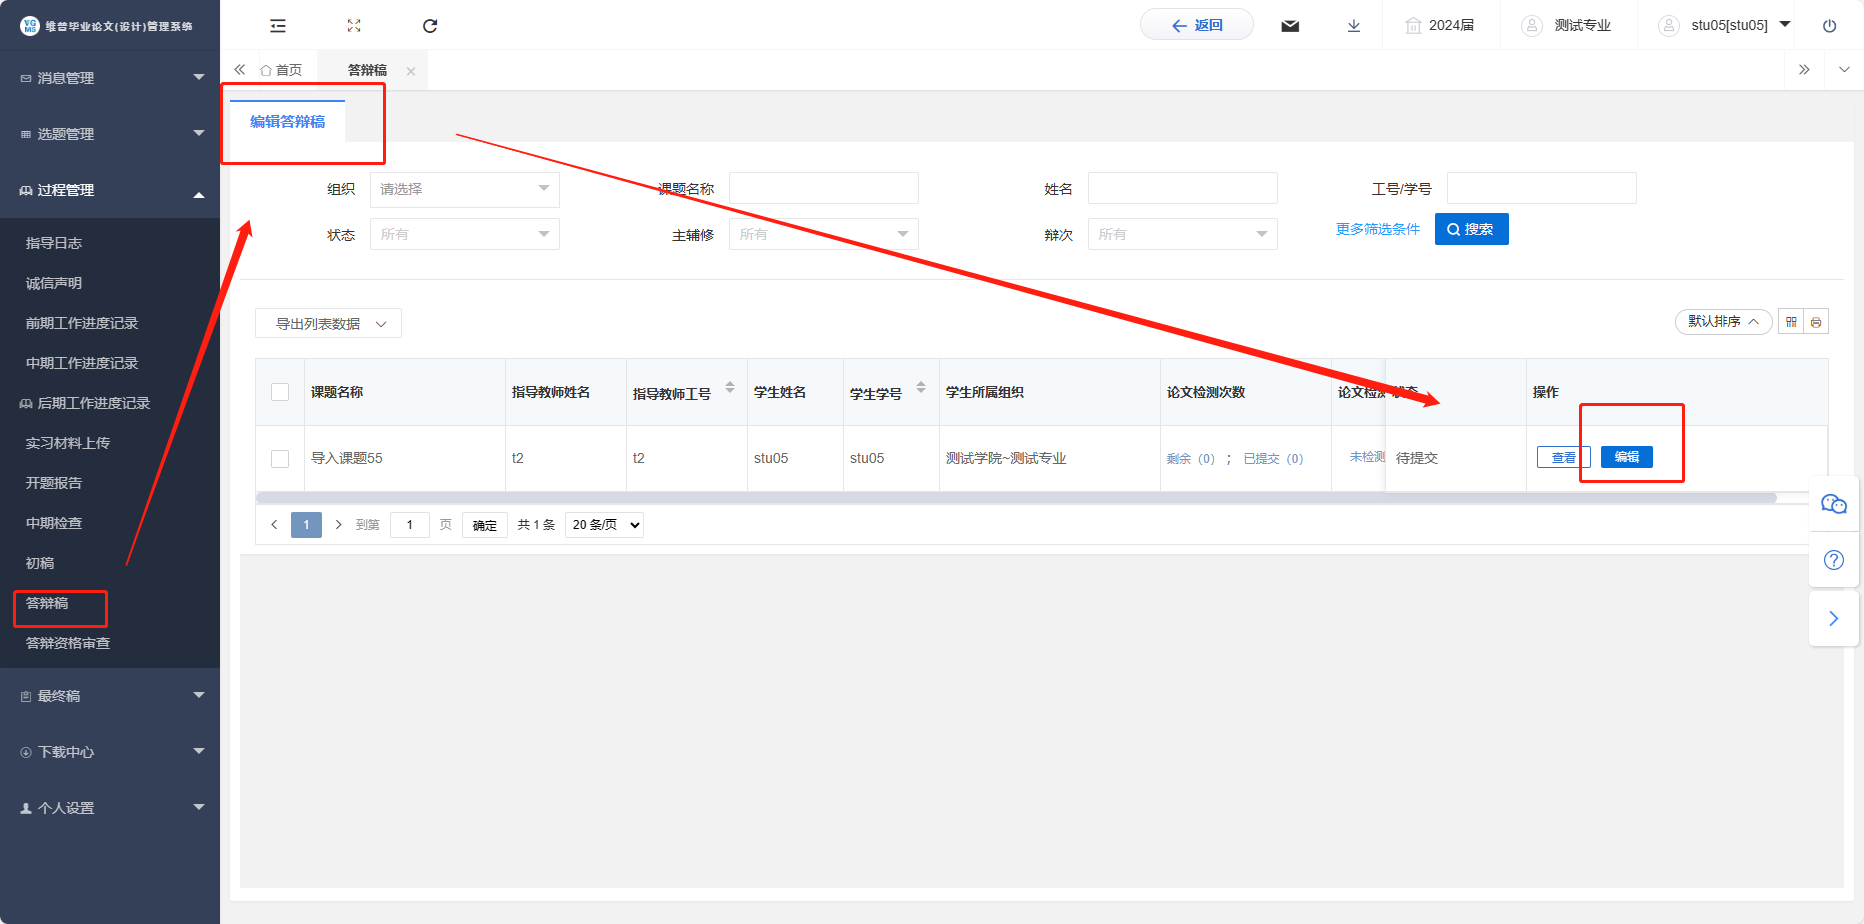 VG MS 维普毕业论文(设计)管理系统
返回
2024届
测试专业
stu05[stu05]
首页
答辩稿
消息管理
选题管理
过程管理
指导日志
诚信声明
前期工作进度记录
中期工作进度记录
后期工作进度记录
实习材料上传
开题报告
中期检查
初稿
答辩稿
答辩资格审查
最终稿
下载中心
个人设置
编辑答辩稿
组织 请选择 课题名称 姓名 工号/学号
状态 所有 主辅修 所有 辩次 所有 更多筛选条件 搜索
导出列表数据
默认排序
课题名称 指导教师姓名 指导教师工号 学生姓名 学生学号 学生所属组织 论文检测次数 论文检测 状态 操作
导入课题55 t2 t2 stu05 stu05 测试学院~测试专业 剩余（0）； 已提交（0） 未检测 待提交 查看 编辑
1 到第 1 页 确定 共 1 条 20 条/页